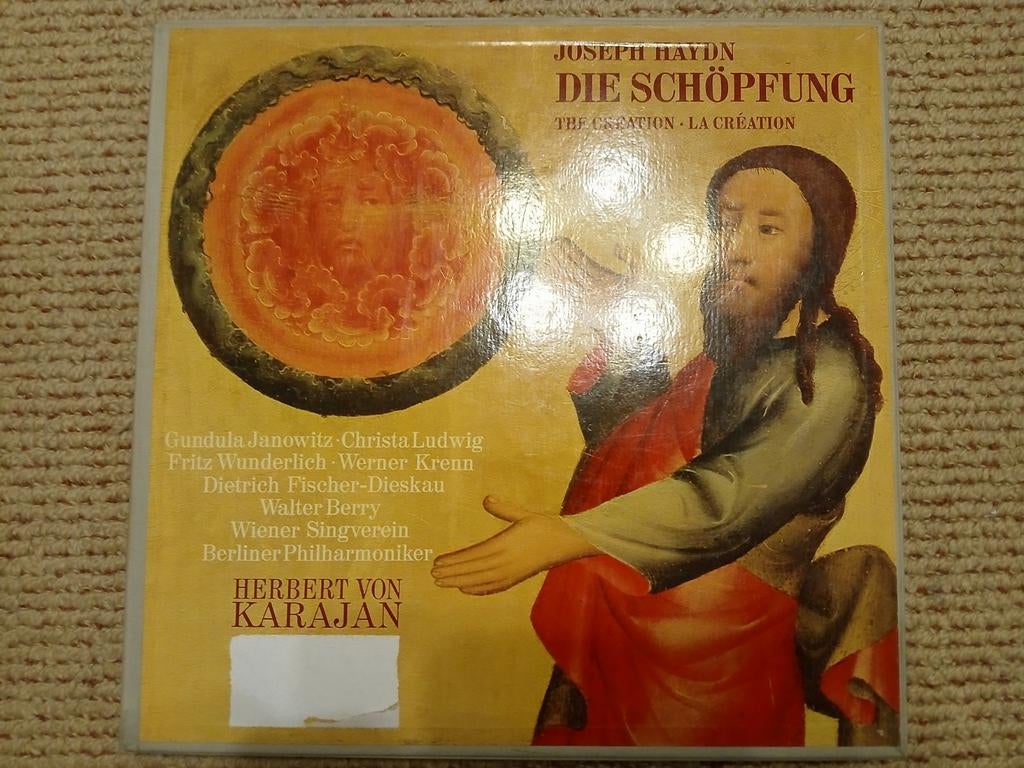 JOSEPH HAYDN
DIE SCHÖPFUNG
THE CREATION · LA CRÉATION
Gundula Janowitz · Christa Ludwig
Fritz Wunderlich · Werner Krenn
Dietrich Fischer-Dieskau
Walter Berry
Wiener Singverein
Berliner Philharmoniker
HERBERT VON
KARAJAN